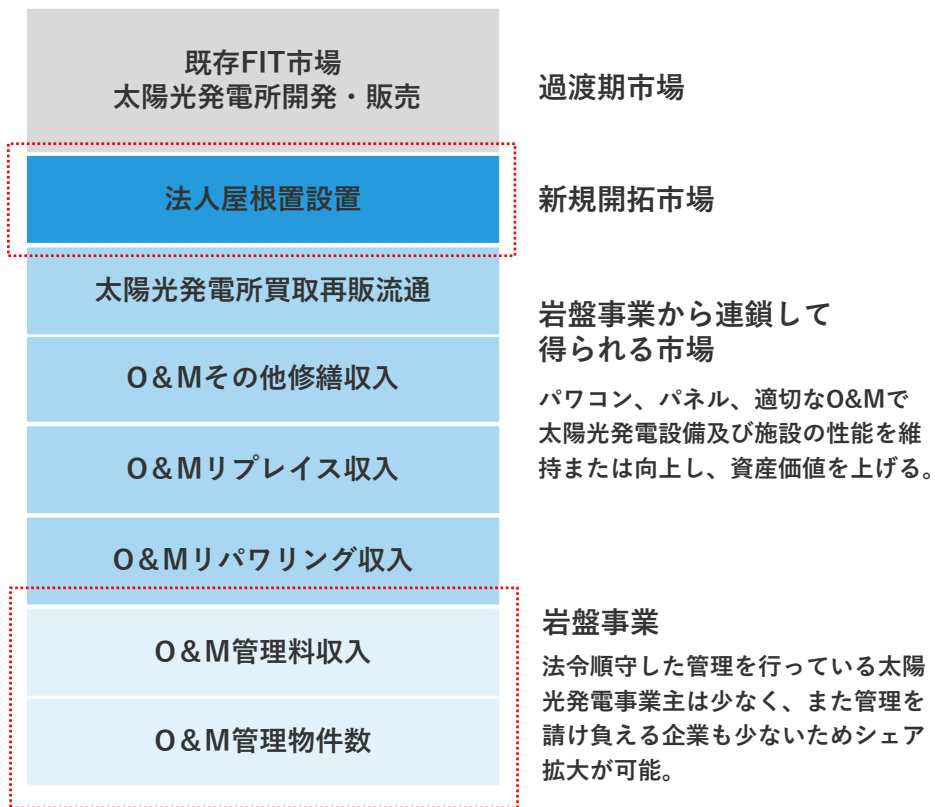 既存FIT市場
太陽光発電所開発・販売
過渡期市場
法人屋根置設置
新規開拓市場
太陽光発電所買取再販流通
O&Mその他修繕収入
O&Mリプレイス収入
O&Mリパワリング収入
岩盤事業から連鎖して
得られる市場
パワコン、パネル、適切なO&Mで
太陽光発電設備及び施設の性能を維
持または向上し、資産価値を上げる。
O&M管理料収入
O&M管理物件数
岩盤事業
法令順守した管理を行っている太陽
光発電事業主は少なく、また管理を
請け負える企業も少ないためシェア
拡大が可能。